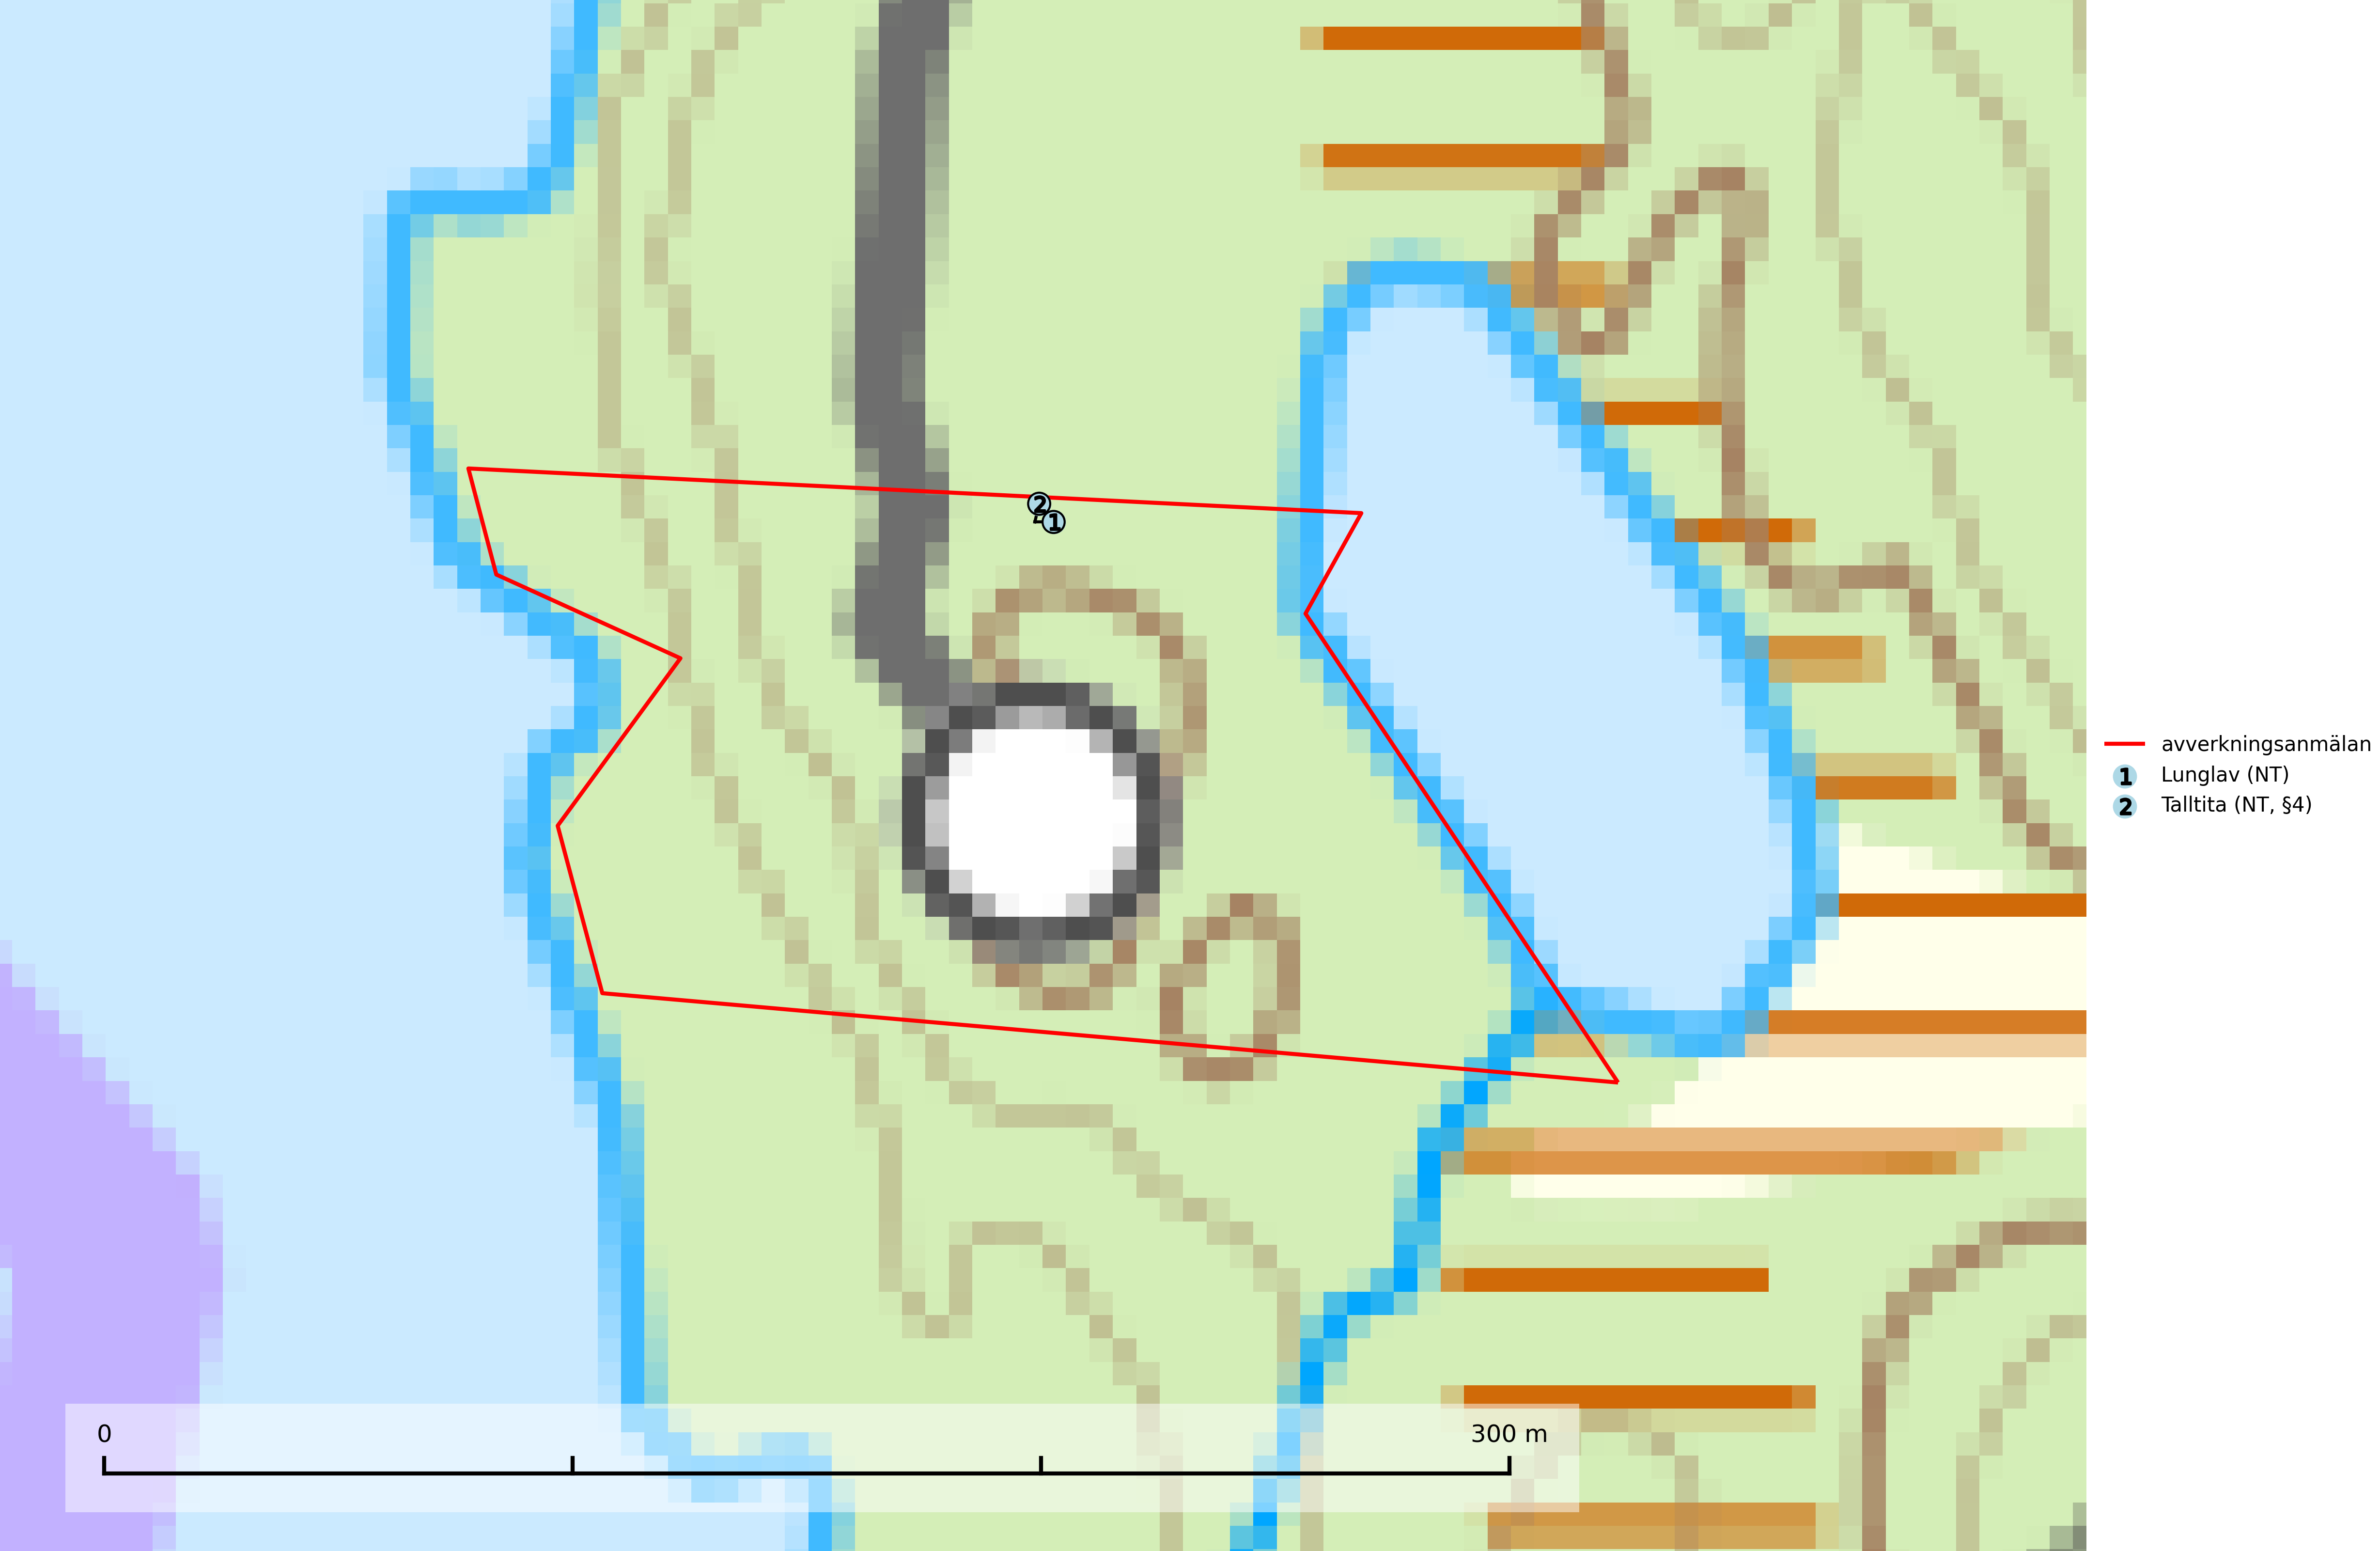 2
1
avverkningsanmälan
1 Lunglav (NT)
2 Talltita (NT, §4)
0 300 m